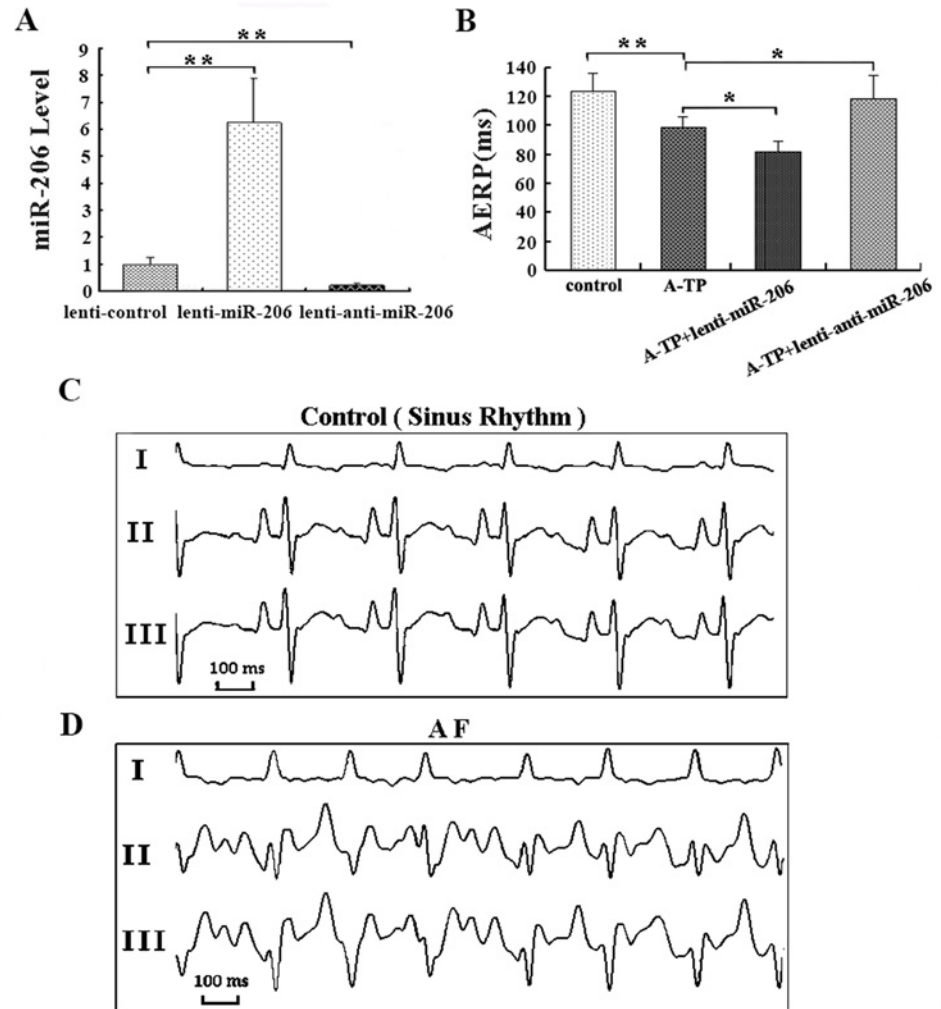 A
miR-206 Level
9
8
7
6
5
4
3
2
1
0
**
**
lenti-control lenti-miR-206 lenti-anti-miR-206
B
AERP(ms)
140
120
100
80
60
40
20
0
**
*
*
control
A-TP
A-TP+lenti-miR-206
A-TP+lenti-anti-miR-206
C
Control ( Sinus Rhythm )
I
II
III
100 ms
D
A F
I
II
III
100 ms